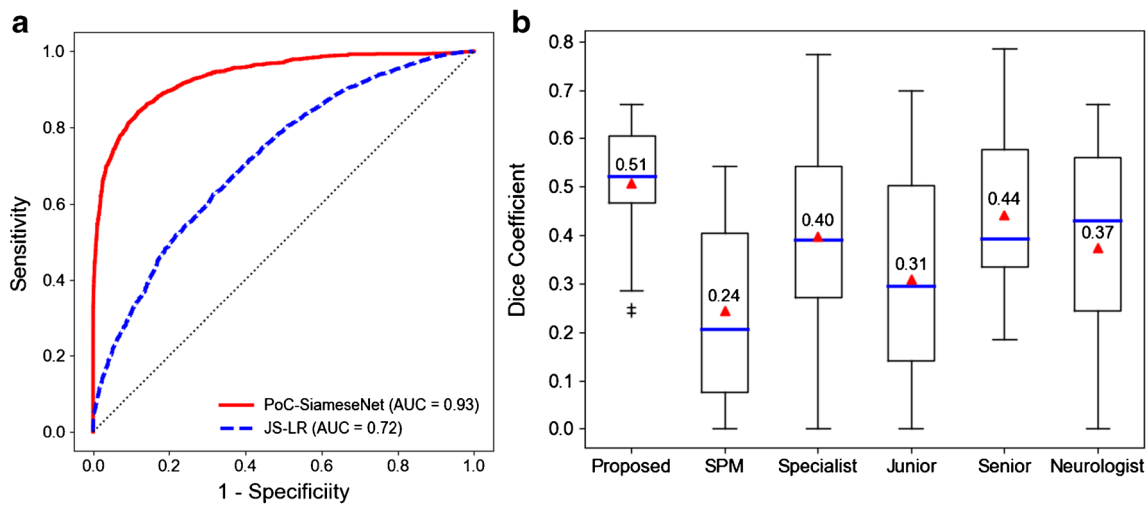 a
1.0
0.8
0.6
0.4
0.2
0.0
Sensitivity
PoC-SiameseNet (AUC = 0.93)
JS-LR (AUC = 0.72)
0.0 0.2 0.4 0.6 0.8 1.0
1 - Specificiity
b
0.8
0.7
0.6
0.5
0.4
0.3
0.2
0.1
0.0
Dice Coefficient
0.51
0.24
0.40
0.31
0.44
0.37
Proposed SPM Specialist Junior Senior Neurologist